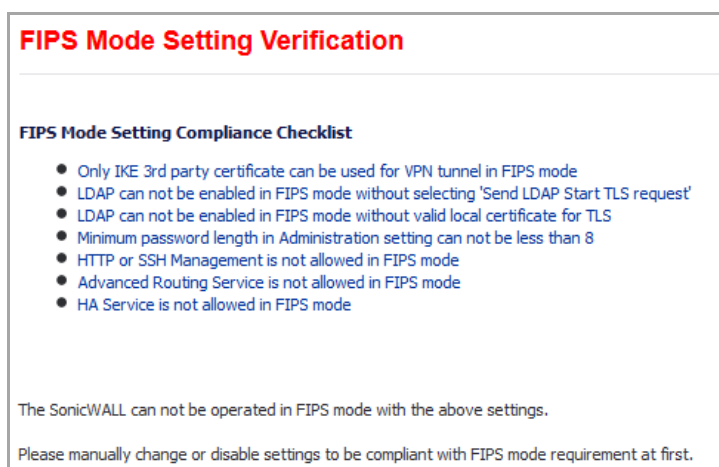 FIPS Mode Setting Verification
FIPS Mode Setting Compliance Checklist
Only IKE 3rd party certificate can be used for VPN tunnel in FIPS mode
LDAP can not be enabled in FIPS mode without selecting 'Send LDAP Start TLS request'
LDAP can not be enabled in FIPS mode without valid local certificate for TLS
Minimum password length in Administration setting can not be less than 8
HTTP or SSH Management is not allowed in FIPS mode
Advanced Routing Service is not allowed in FIPS mode
HA Service is not allowed in FIPS mode
The SonicWALL can not be operated in FIPS mode with the above settings.
Please manually change or disable settings to be compliant with FIPS mode requirement at first.